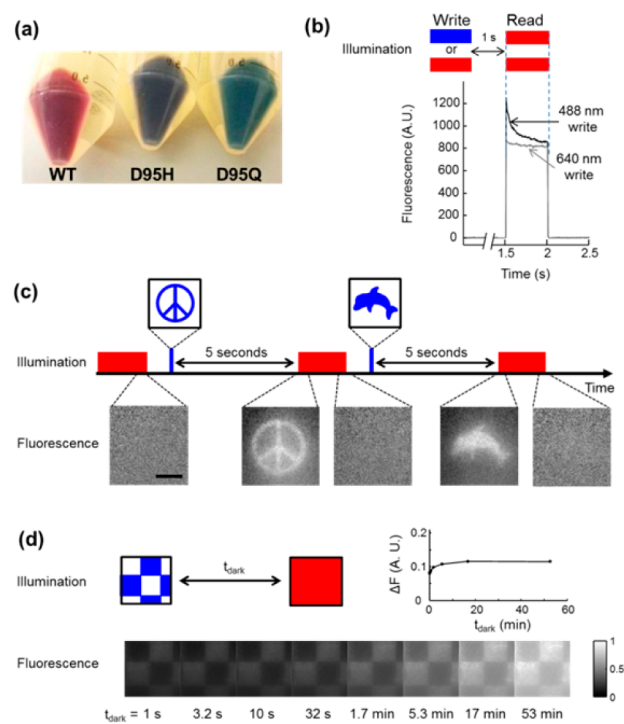 (a)
WT
D95H
D95Q
(b)
Write
Read
Illumination
or
1 s
Fluorescence (A.U.)
1200
1000
800
600
400
200
0
488 nm
write
640 nm
write
1.5
2
2.5
Time (s)
(c)
Illumination
5 seconds
5 seconds
Time
Fluorescence
(d)
Illumination
tdark
ΔF (A. U.)
0.2
0.1
0
0
20
40
60
tdark (min)
Fluorescence
1
0.5
0
tdark = 1 s
3.2 s
10 s
32 s
1.7 min
5.3 min
17 min
53 min